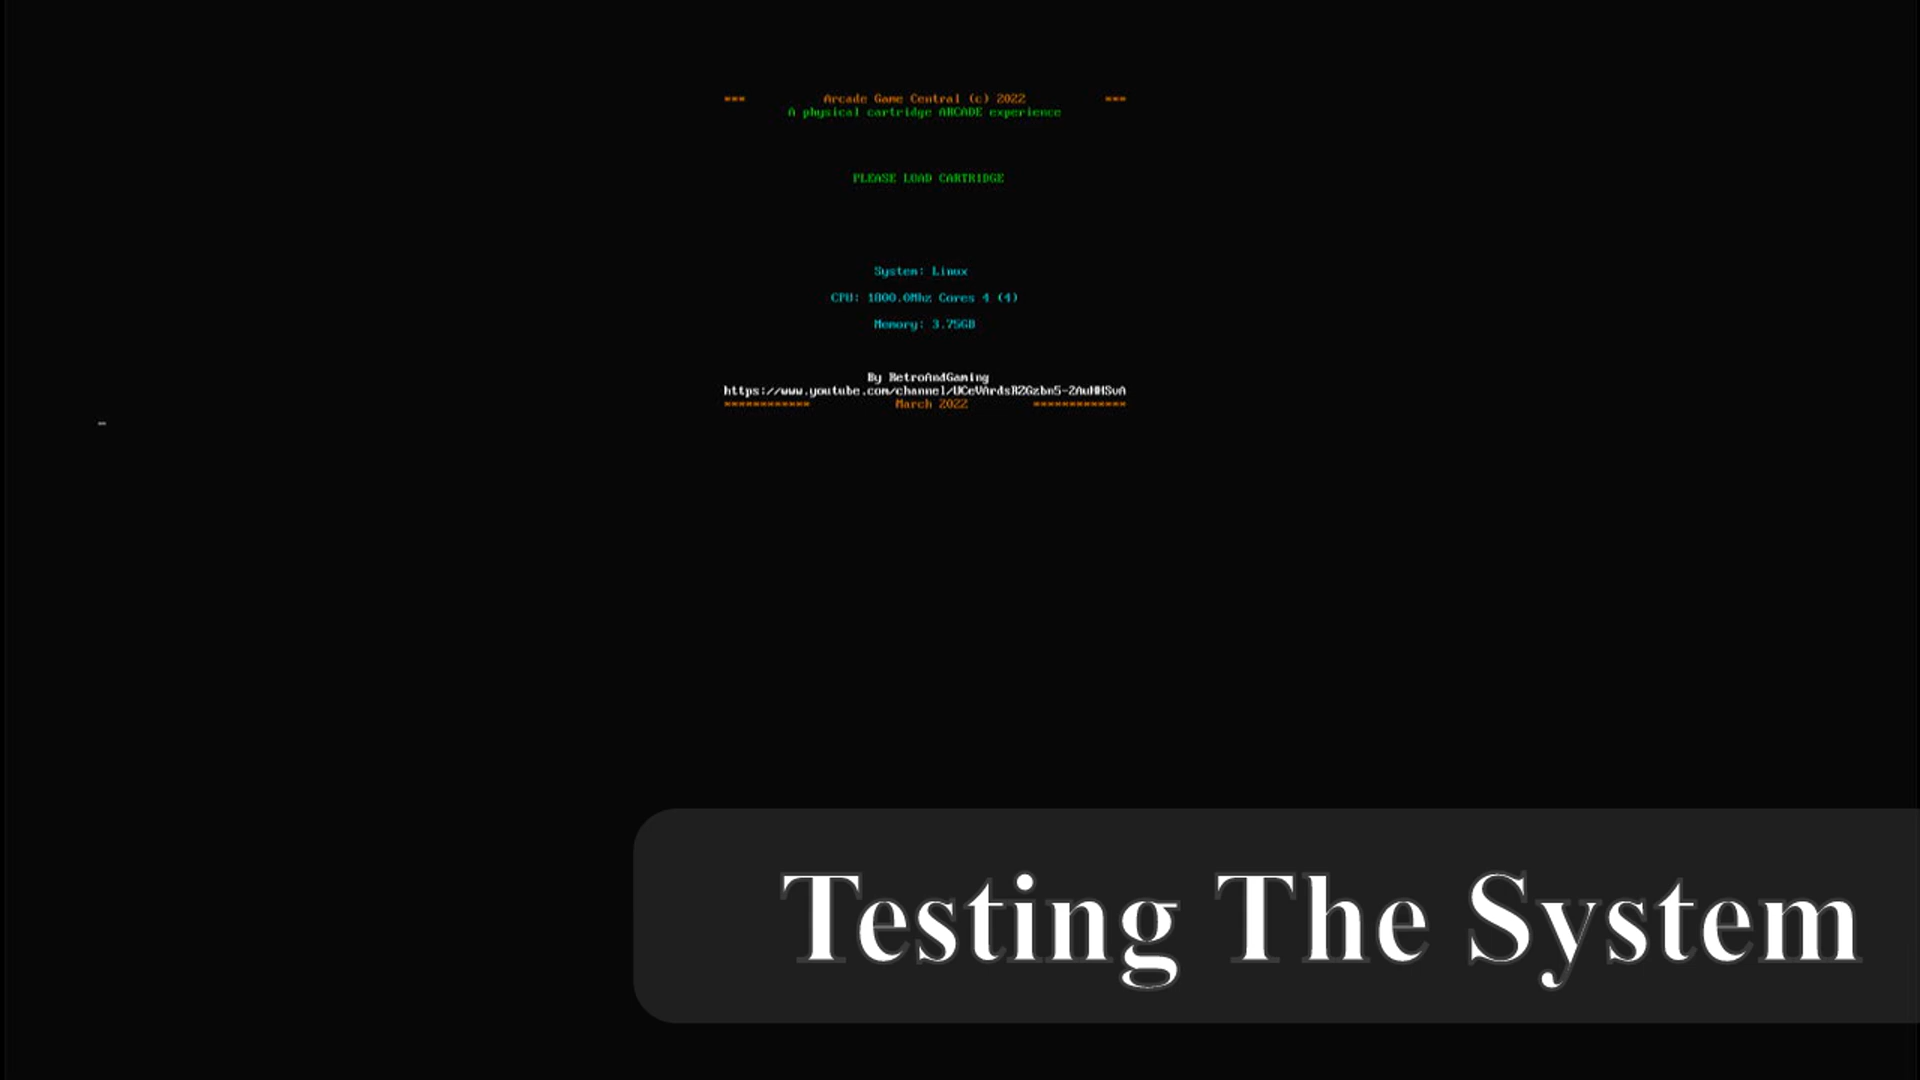 === Arcade Game Central (c) 2022 ===
A physical cartridge ARCADE experience
PLEASE LOAD CARTRIDGE
System: Linux
CPU: 1800.0Mhz Cores 4 (4)
Memory: 3.75GB
By RetroAndGaming
============ March 2022 =============
Testing The System